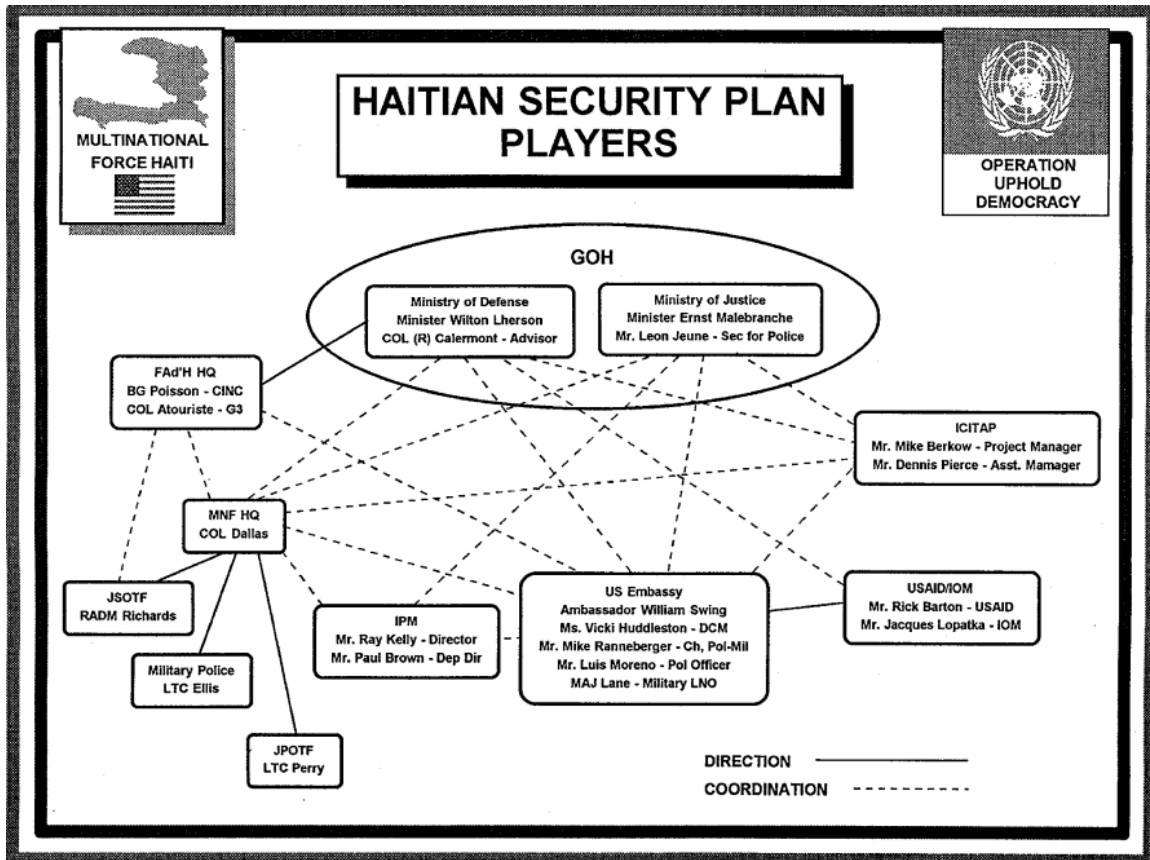 MULTINATIONAL
FORCE HAITI
HAITIAN SECURITY PLAN
PLAYERS
OPERATION
UPHOLD
DEMOCRACY
GOH
Ministry of Defense
Minister Wilton Lherson
COL (R) Calermont - Advisor
Ministry of Justice
Minister Ernst Malebranche
Mr. Leon Jeune - Sec for Police
FAd'H HQ
BG Poisson - CINC
COL Atouriste - G3
ICITAP
Mr. Mike Berkow - Project Manager
Mr. Dennis Pierce - Asst. Mamager
MNF HQ
COL Dallas
JSOTF
RADM Richards
IPM
Mr. Ray Kelly - Director
Mr. Paul Brown - Dep Dir
US Embassy
Ambassador William Swing
Ms. Vicki Huddleston - DCM
Mr. Mike Ranneberger - Ch, Pol-Mil
Mr. Luis Moreno - Pol Officer
MAJ Lane - Military LNO
USAID/IOM
Mr. Rick Barton - USAID
Mr. Jacques Lopatka - IOM
Military Police
LTC Ellis
JPOTF
LTC Perry
DIRECTION
COORDINATION